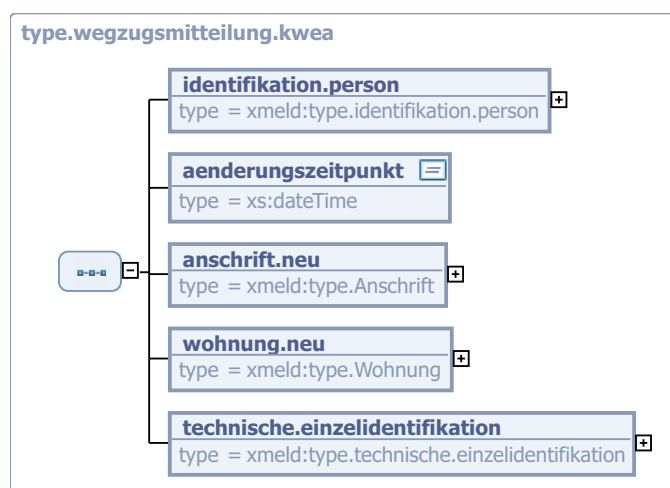 type.wegzugsmitteilung.kwea
identifikation.person
type = xmeld:type.identifikation.person
aenderungszeitpunkt
type = xs:dateTime
anschrift.neu
type = xmeld:type.Anschrift
wohnung.neu
type = xmeld:type.Wohnung
technische.einzelidentifikation
type = xmeld:type.technische.einzelidentifikation